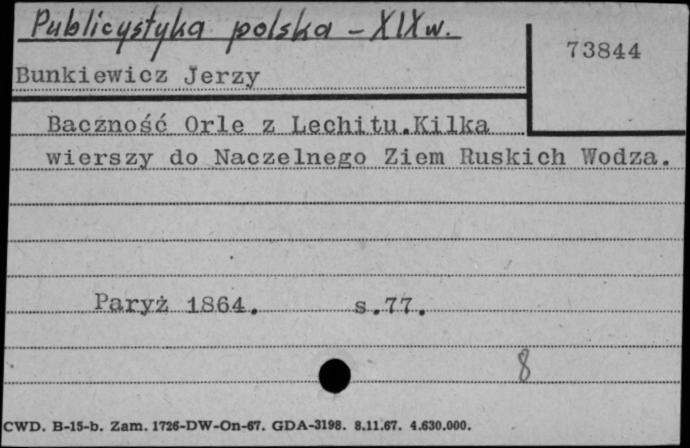 Publicystyka polska - XIX w.
73844
Bunkiewicz Jerzy
Baczność Orle z Lechitu.Kilka
wierszy do Naczelnego Ziem Ruskich Wodza.
Paryż 1864. s.77.
8
CWD. B-15-b. Zam. 1726-DW-On-67. GDA-3198. 8.11.67. 4.630.000.